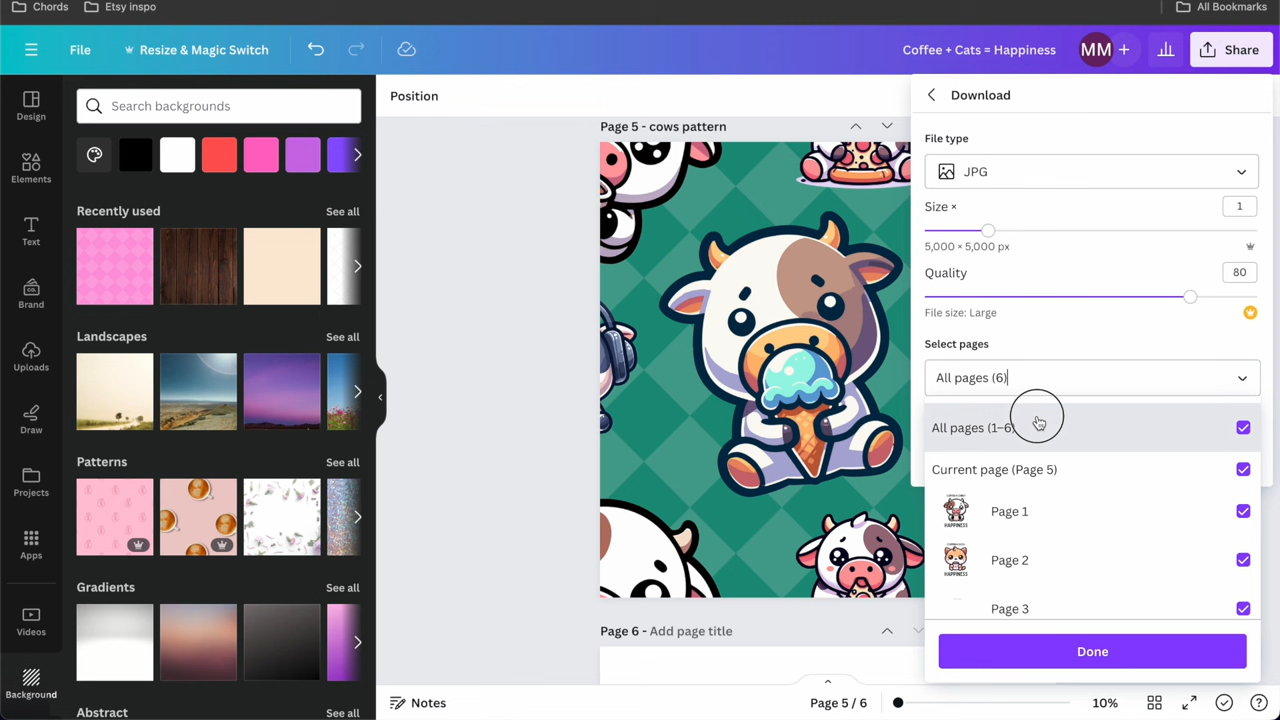 Chords
Etsy inspo
All Bookmarks
File
Resize & Magic Switch
Coffee + Cats = Happiness
MM
Share
Design
Elements
Text
Brand
Uploads
Draw
Projects
Apps
Videos
Background
Search backgrounds
Recently used
See all
Landscapes
See all
Patterns
See all
Gradients
See all
Abstract
See all
Position
Page 5 - cows pattern
Page 6 - Add page title
Notes
Page 5 / 6
10%
Download
File type
JPG
Size ×
1
5,000 × 5,000 px
Quality
80
File size: Large
Select pages
All pages (6)
All pages (1–6)
Current page (Page 5)
HAPPINESS
Page 1
HAPPINESS
Page 2
Page 3
Done